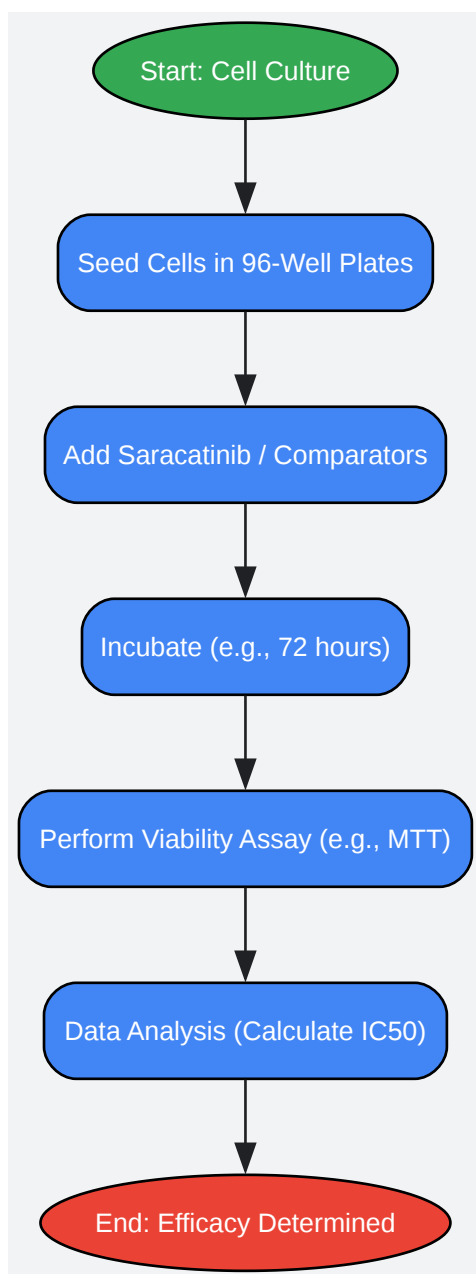 Start: Cell Culture
Seed Cells in 96-Well Plates
Add Saracatinib / Comparators
Incubate (e.g., 72 hours)
Perform Viability Assay (e.g., MTT)
Data Analysis (Calculate IC50)
End: Efficacy Determined